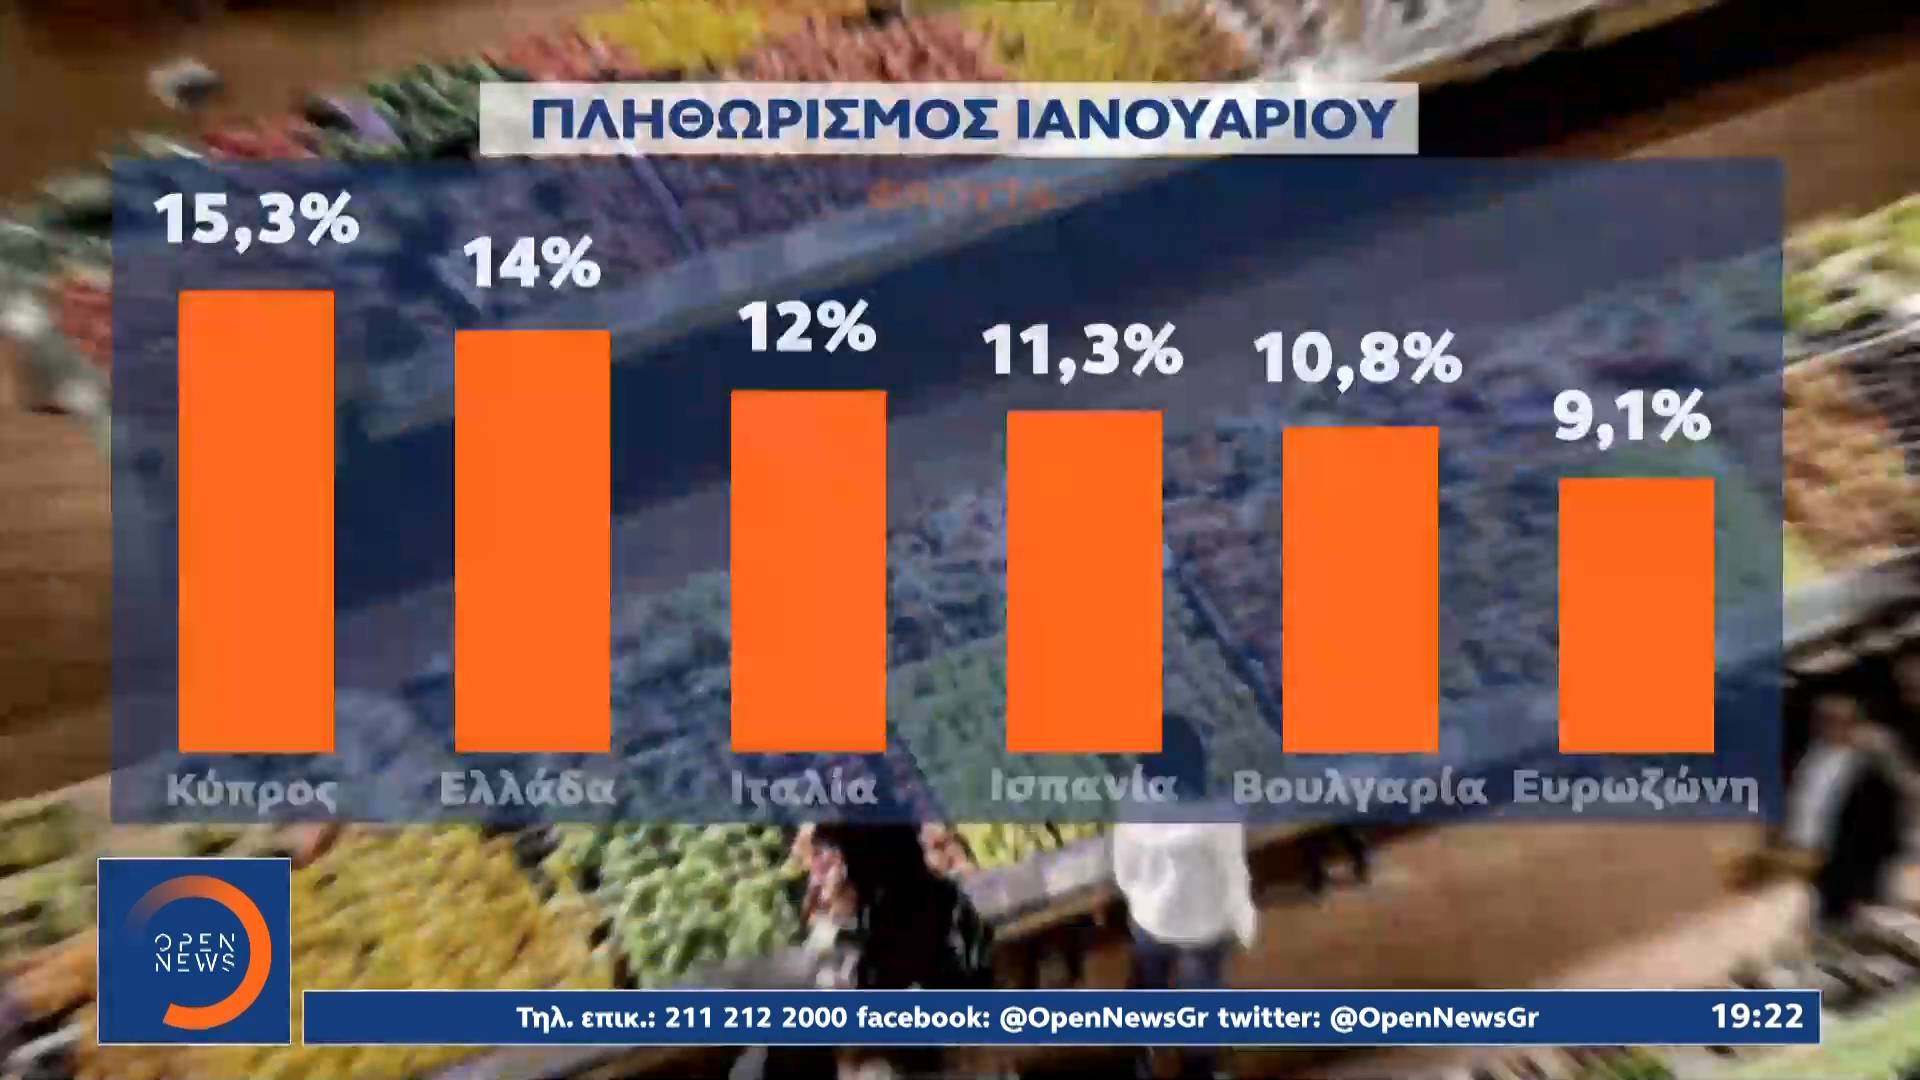 ΠΛΗΘΩΡΙΣΜΟΣ ΙΑΝΟΥΑΡΙΟΥ
ΦΡΟΥΤΑ
15,3% 14% 12% 11,3% 10,8% 9,1%
Κύπρος Ελλάδα Ιταλία Ισπανία Βουλγαρία Ευρωζώνη
OPEN
NEWS
Τηλ. επικ.: 211 212 2000 facebook: @OpenNewsGr twitter: @OpenNewsGr 19:22